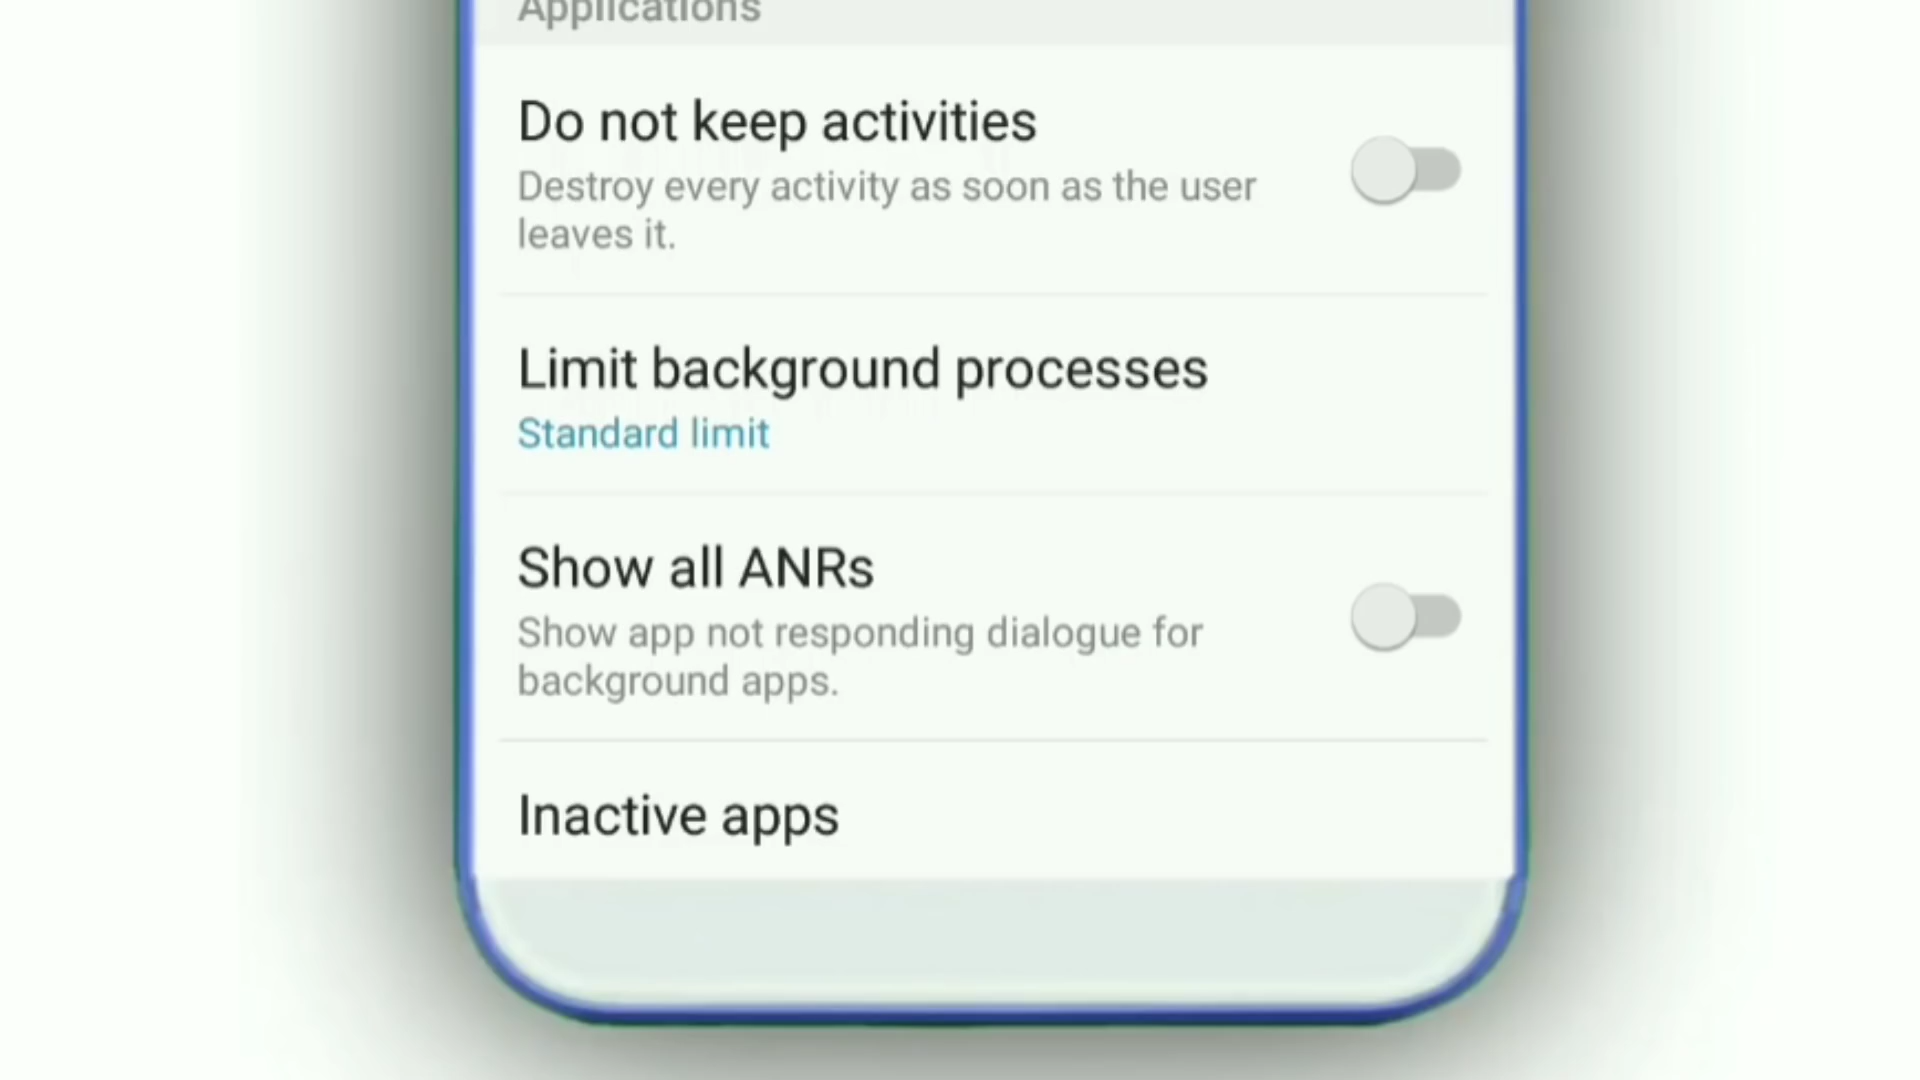 Applications
Do not keep activities
Destroy every activity as soon as the user
leaves it.
Limit background processes
Standard limit
Show all ANRs
Show app not responding dialogue for
background apps.
Inactive apps